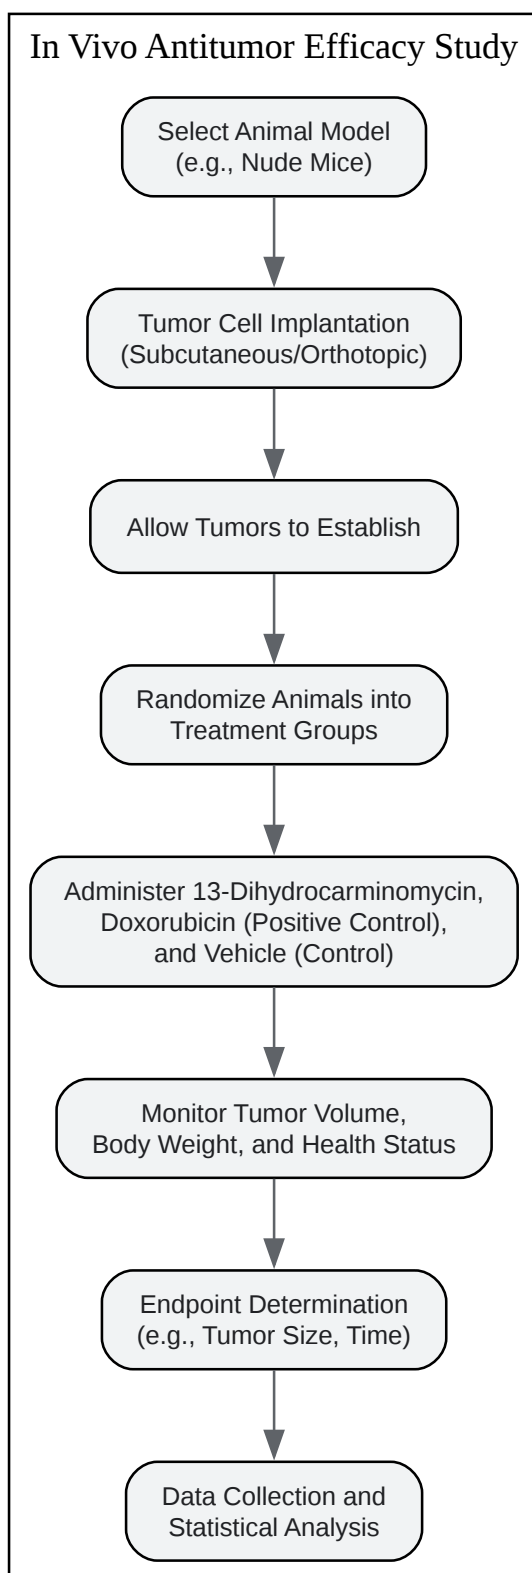 In Vivo Antitumor Efficacy Study
Select Animal Model
(e.g., Nude Mice)
Tumor Cell Implantation
(Subcutaneous/Orthotopic)
Allow Tumors to Establish
Randomize Animals into
Treatment Groups
Administer 13-Dihydrocarminomycin,
Doxorubicin (Positive Control),
and Vehicle (Control)
Monitor Tumor Volume,
Body Weight, and Health Status
Endpoint Determination
(e.g., Tumor Size, Time)
Data Collection and
Statistical Analysis